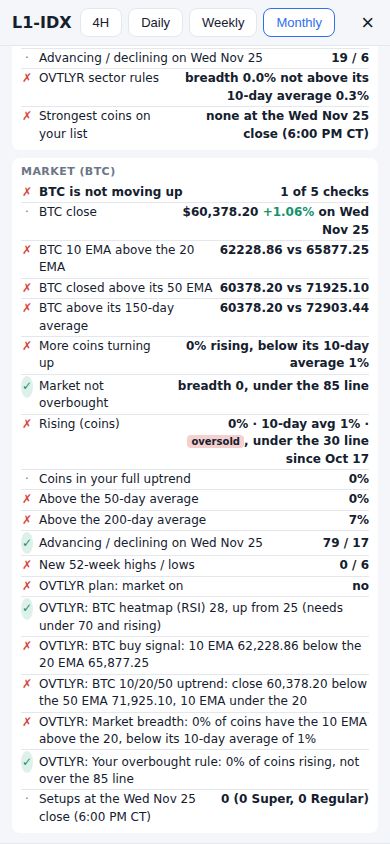 L1-IDX 4H Daily Weekly Monthly ×
· Advancing / declining on Wed Nov 25 19 / 6
✗ OVTLYR sector rules breadth 0.0% not above its
10-day average 0.3%
✗ Strongest coins on none at the Wed Nov 25
your list close (6:00 PM CT)
MARKET (BTC)
✗ BTC is not moving up 1 of 5 checks
· BTC close $60,378.20 +1.06% on Wed
Nov 25
✗ BTC 10 EMA above the 20 62228.86 vs 65877.25
EMA
✗ BTC closed above its 50 EMA 60378.20 vs 71925.10
✗ BTC above its 150-day 60378.20 vs 72903.44
average
✗ More coins turning 0% rising, below its 10-day
up average 1%
✓ Market not breadth 0, under the 85 line
overbought
✗ Rising (coins) 0% · 10-day avg 1% ·
oversold, under the 30 line
since Oct 17
· Coins in your full uptrend 0%
✗ Above the 50-day average 0%
✗ Above the 200-day average 7%
✓ Advancing / declining on Wed Nov 25 79 / 17
✗ New 52-week highs / lows 0 / 6
✗ OVTLYR plan: market on no
✓ OVTLYR: BTC heatmap (RSI) 28, up from 25 (needs
under 70 and rising)
✗ OVTLYR: BTC buy signal: 10 EMA 62,228.86 below the
20 EMA 65,877.25
✗ OVTLYR: BTC 10/20/50 uptrend: close 60,378.20 below
the 50 EMA 71,925.10, 10 EMA under the 20
✗ OVTLYR: Market breadth: 0% of coins have the 10 EMA
above the 20, below its 10-day average of 1%
✓ OVTLYR: Your overbought rule: 0% of coins rising, not
over the 85 line
· Setups at the Wed Nov 25 0 (0 Super, 0 Regular)
close (6:00 PM CT)